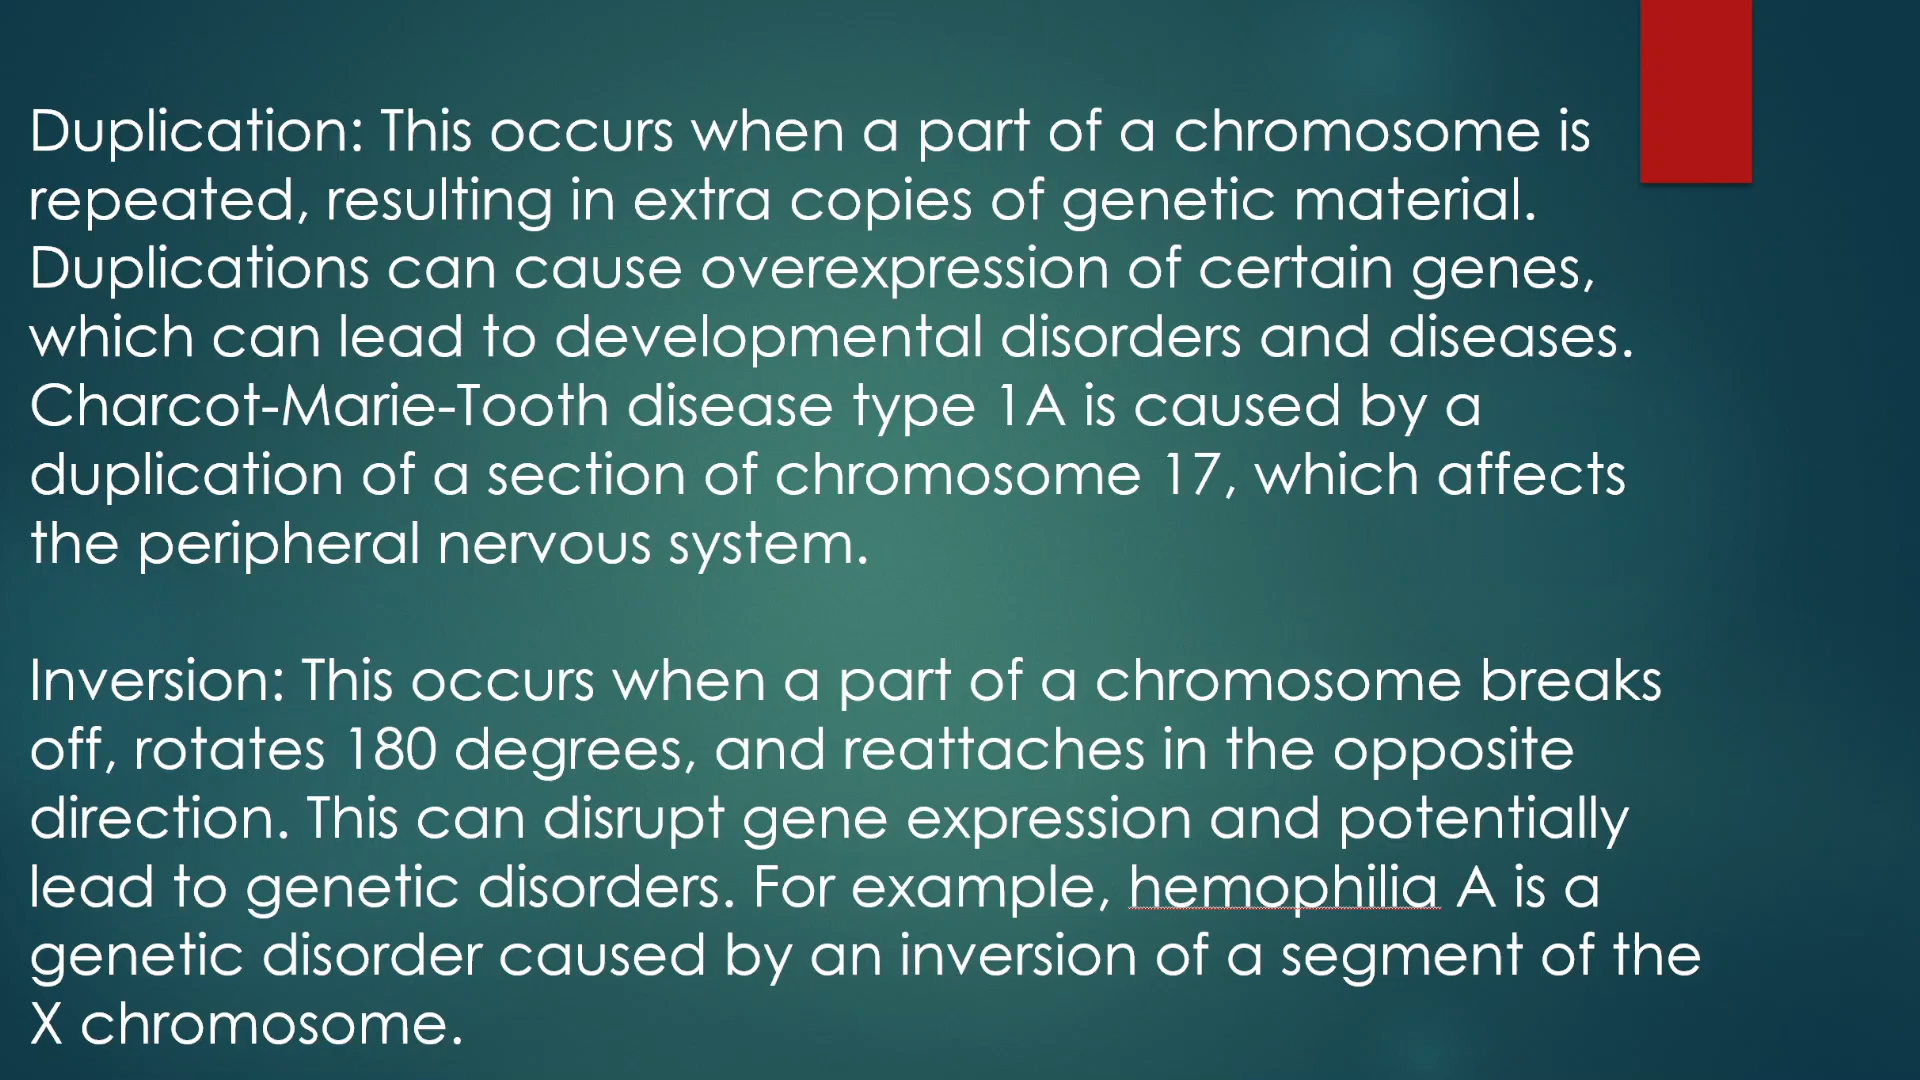 Duplication: This occurs when a part of a chromosome is
repeated, resulting in extra copies of genetic material.
Duplications can cause overexpression of certain genes,
which can lead to developmental disorders and diseases.
Charcot-Marie-Tooth disease type 1A is caused by a
duplication of a section of chromosome 17, which affects
the peripheral nervous system.
Inversion: This occurs when a part of a chromosome breaks
off, rotates 180 degrees, and reattaches in the opposite
direction. This can disrupt gene expression and potentially
lead to genetic disorders. For example, hemophilia A is a
genetic disorder caused by an inversion of a segment of the
X chromosome.